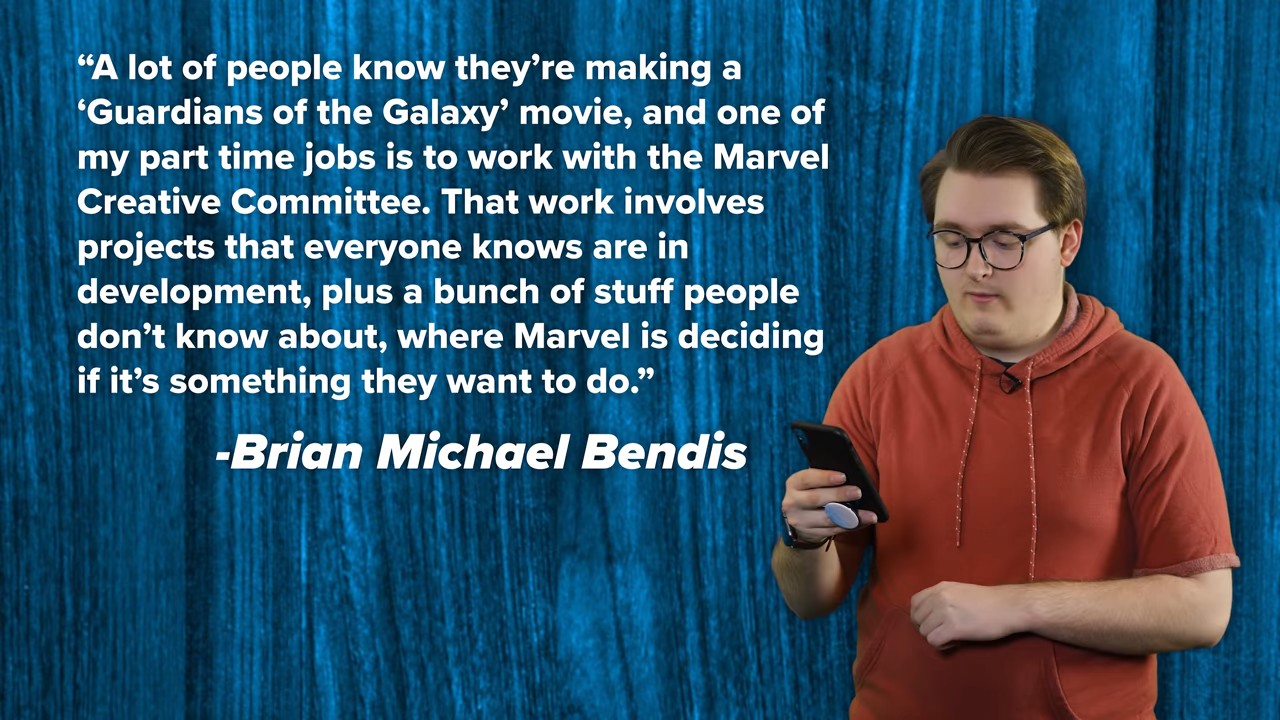 “A lot of people know they’re making a
‘Guardians of the Galaxy’ movie, and one of
my part time jobs is to work with the Marvel
Creative Committee. That work involves
projects that everyone knows are in
development, plus a bunch of stuff people
don’t know about, where Marvel is deciding
if it’s something they want to do.”
-Brian Michael Bendis